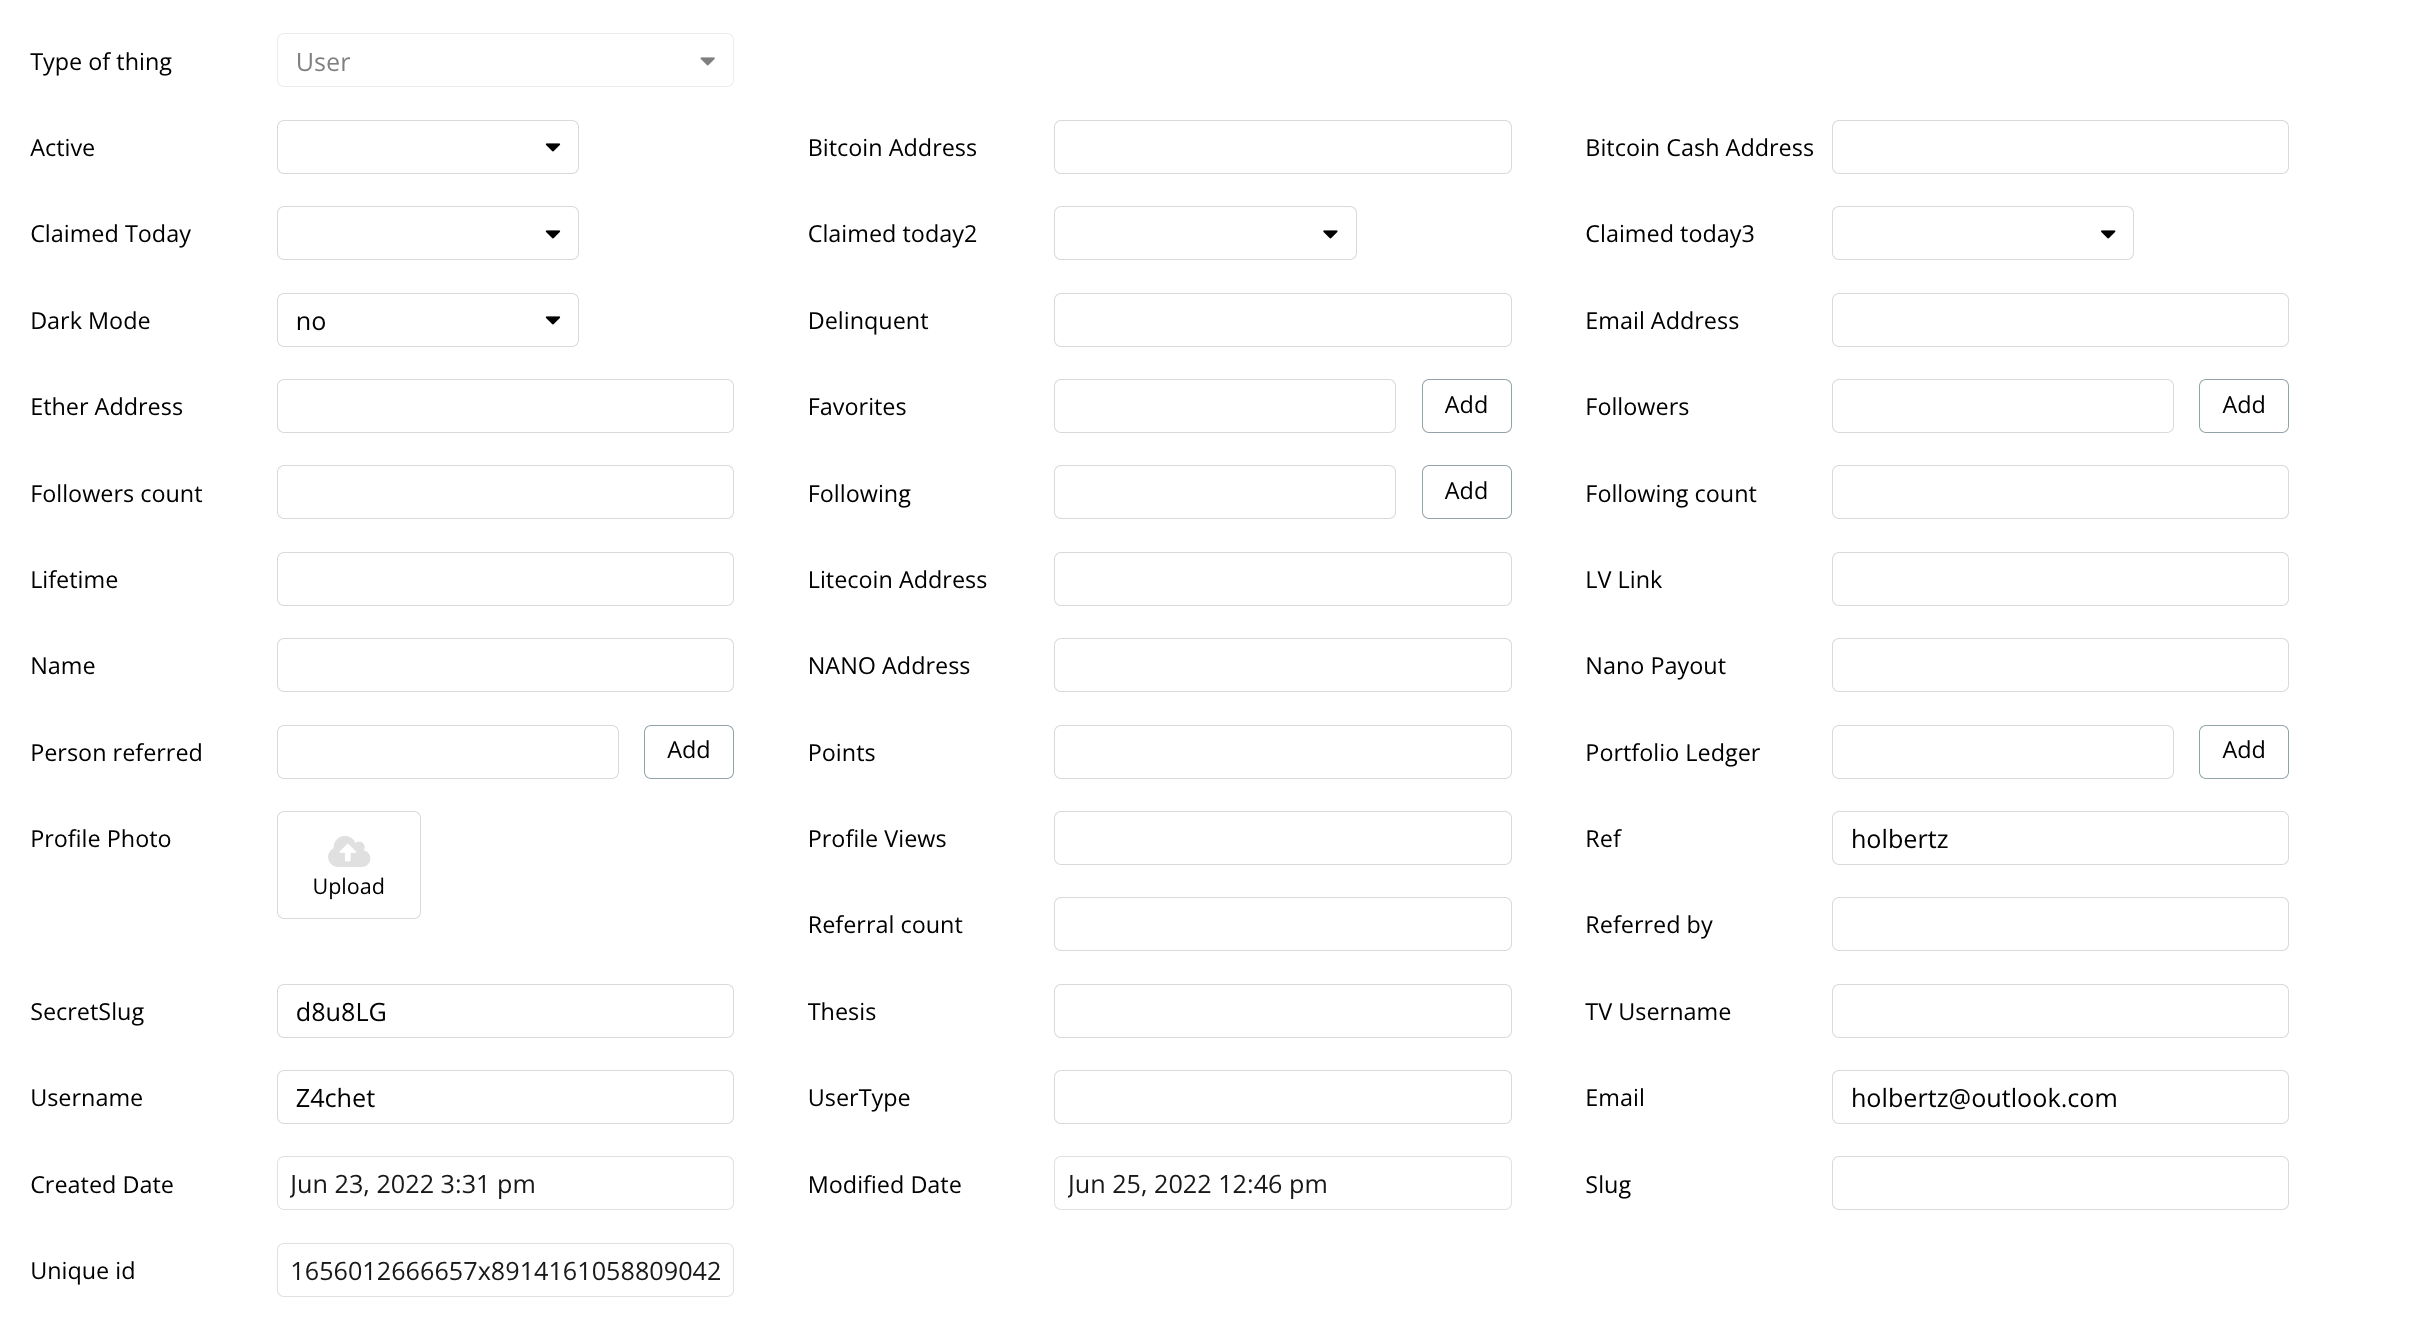 Type of thing User
Active Bitcoin Address Bitcoin Cash Address
Claimed Today Claimed today2 Claimed today3
Dark Mode no Delinquent Email Address
Ether Address Favorites Add Followers Add
Followers count Following Add Following count
Lifetime Litecoin Address LV Link
Name NANO Address Nano Payout
Person referred Add Points Portfolio Ledger Add
Profile Photo Profile Views Ref holbertz
Upload
Referral count Referred by
SecretSlug d8u8LG Thesis TV Username
Username Z4chet UserType Email holbertz@outlook.com
Created Date Jun 23, 2022 3:31 pm Modified Date Jun 25, 2022 12:46 pm Slug
Unique id 1656012666657x8914161058809042